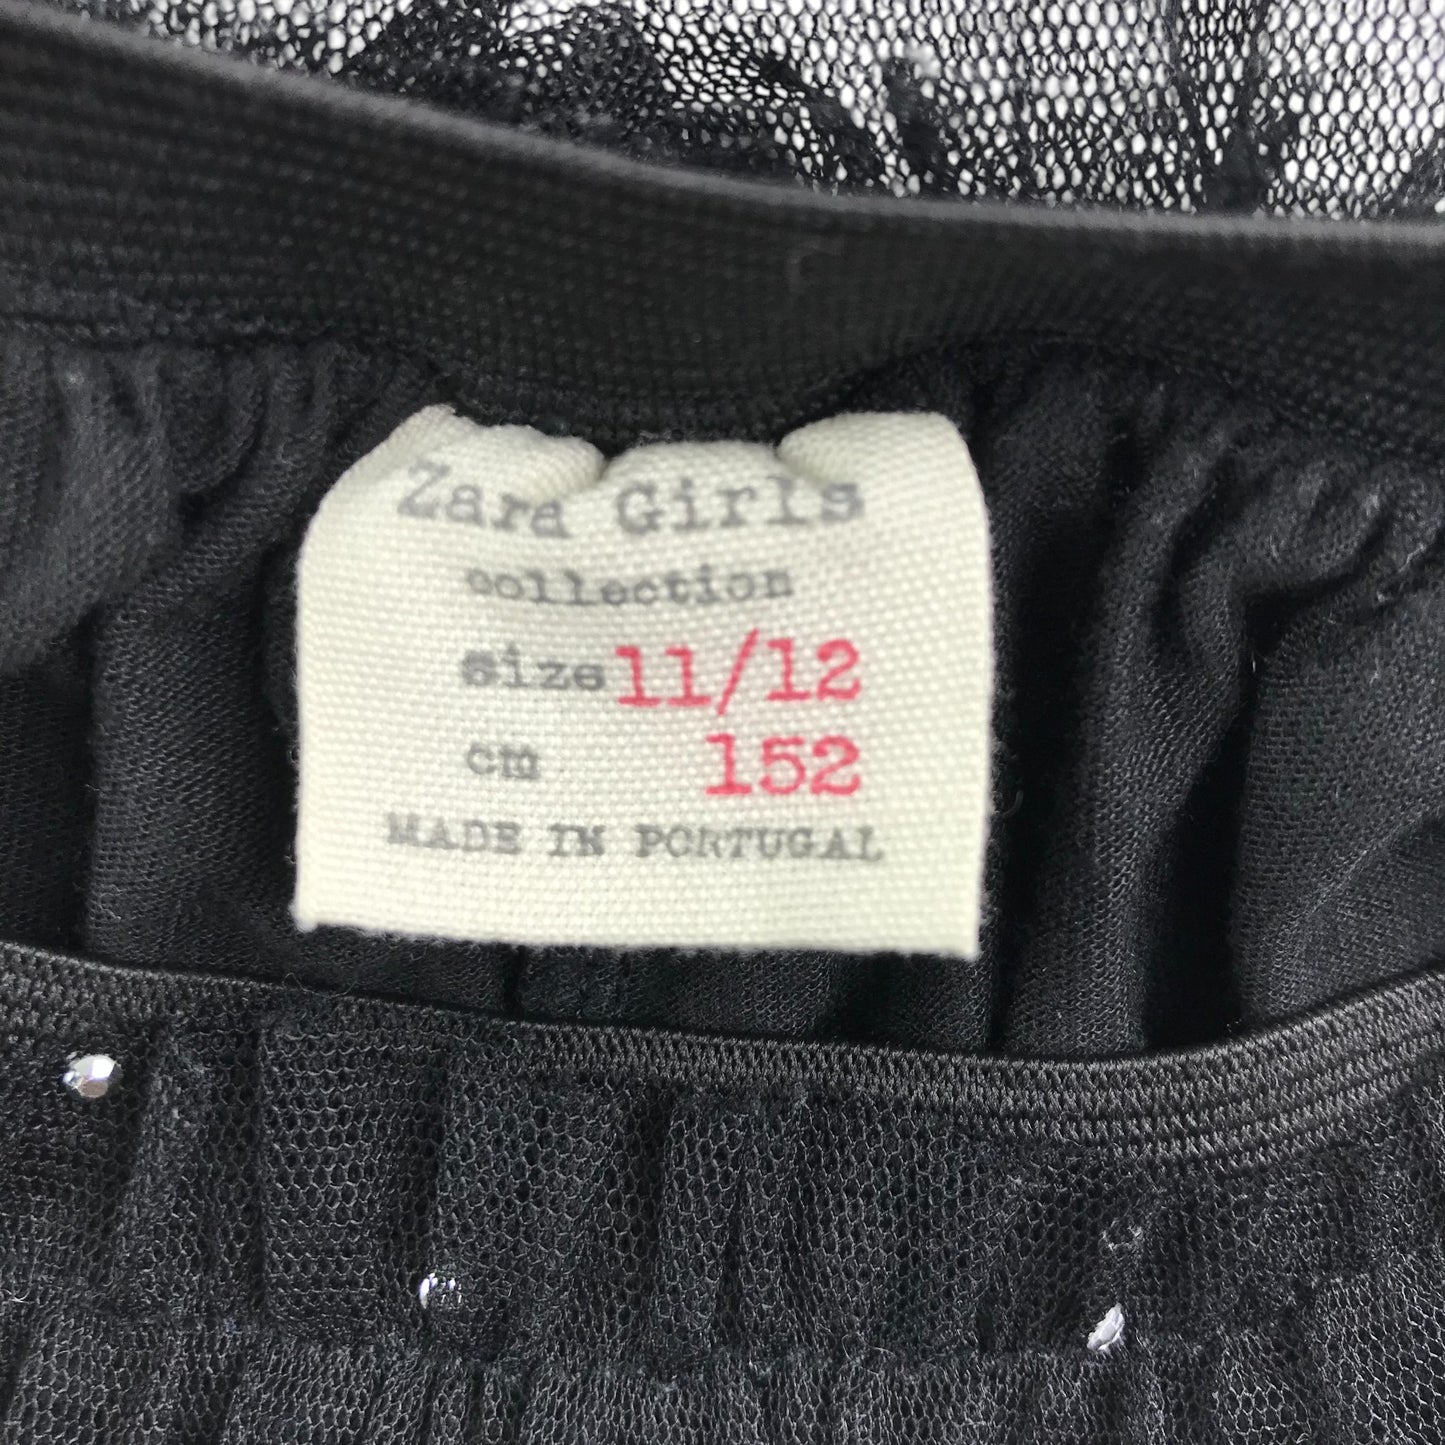 Zara Girls
collection
size 11/12
cm 152
MADE IN PORTUGAL